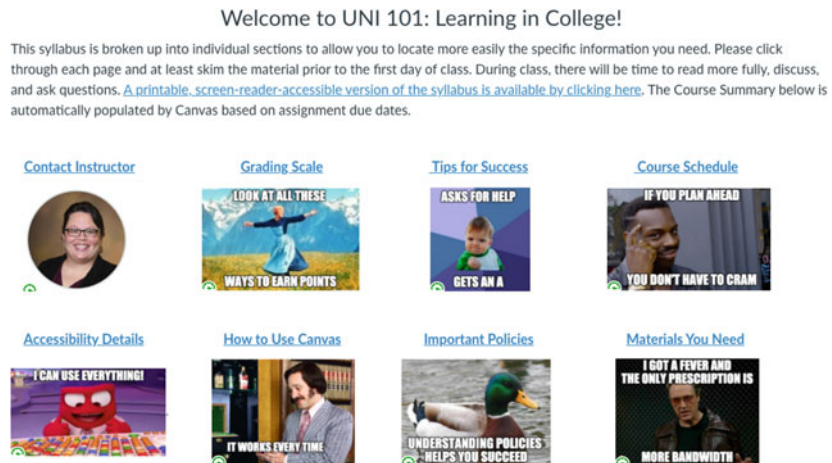 Welcome to UNI 101: Learning in College!
This syllabus is broken up into individual sections to allow you to locate more easily the specific information you need. Please click
through each page and at least skim the material prior to the first day of class. During class, there will be time to read more fully, discuss,
and ask questions. A printable, screen-reader-accessible version of the syllabus is available by clicking here. The Course Summary below is
automatically populated by Canvas based on assignment due dates.
Contact Instructor
Grading Scale
Tips for Success
Course Schedule
LOOK AT ALL THESE
WAYS TO EARN POINTS
ASKS FOR HELP
GETS AN A
IF YOU PLAN AHEAD
YOU DON'T HAVE TO CRAM
Accessibility Details
How to Use Canvas
Important Policies
Materials You Need
I CAN USE EVERYTHING!
IT WORKS EVERY TIME
UNDERSTANDING POLICIES
HELPS YOU SUCCEED
I GOT A FEVER AND
THE ONLY PRESCRIPTION IS
MORE BANDWIDTH